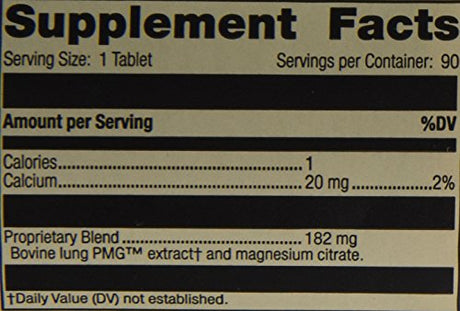 Supplement Facts
Serving Size: 1 Tablet Servings per Container: 90
Amount per Serving %DV
Calories.......................................................... 1
Calcium.......................................................... 20 mg ..................2%
Proprietary Blend ........................................ 182 mg
Bovine lung PMG™ extract† and magnesium citrate.
†Daily Value (DV) not established.